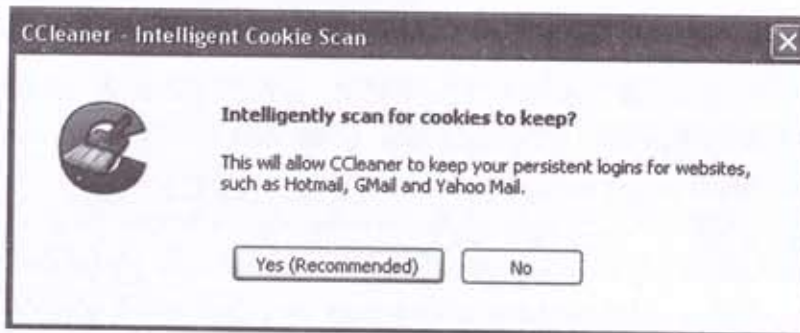 CCleaner - Intelligent Cookie Scan
Intelligently scan for cookies to keep?
This will allow CCleaner to keep your persistent logins for websites,
such as Hotmail, GMail and Yahoo Mail.
Yes (Recommended)
No